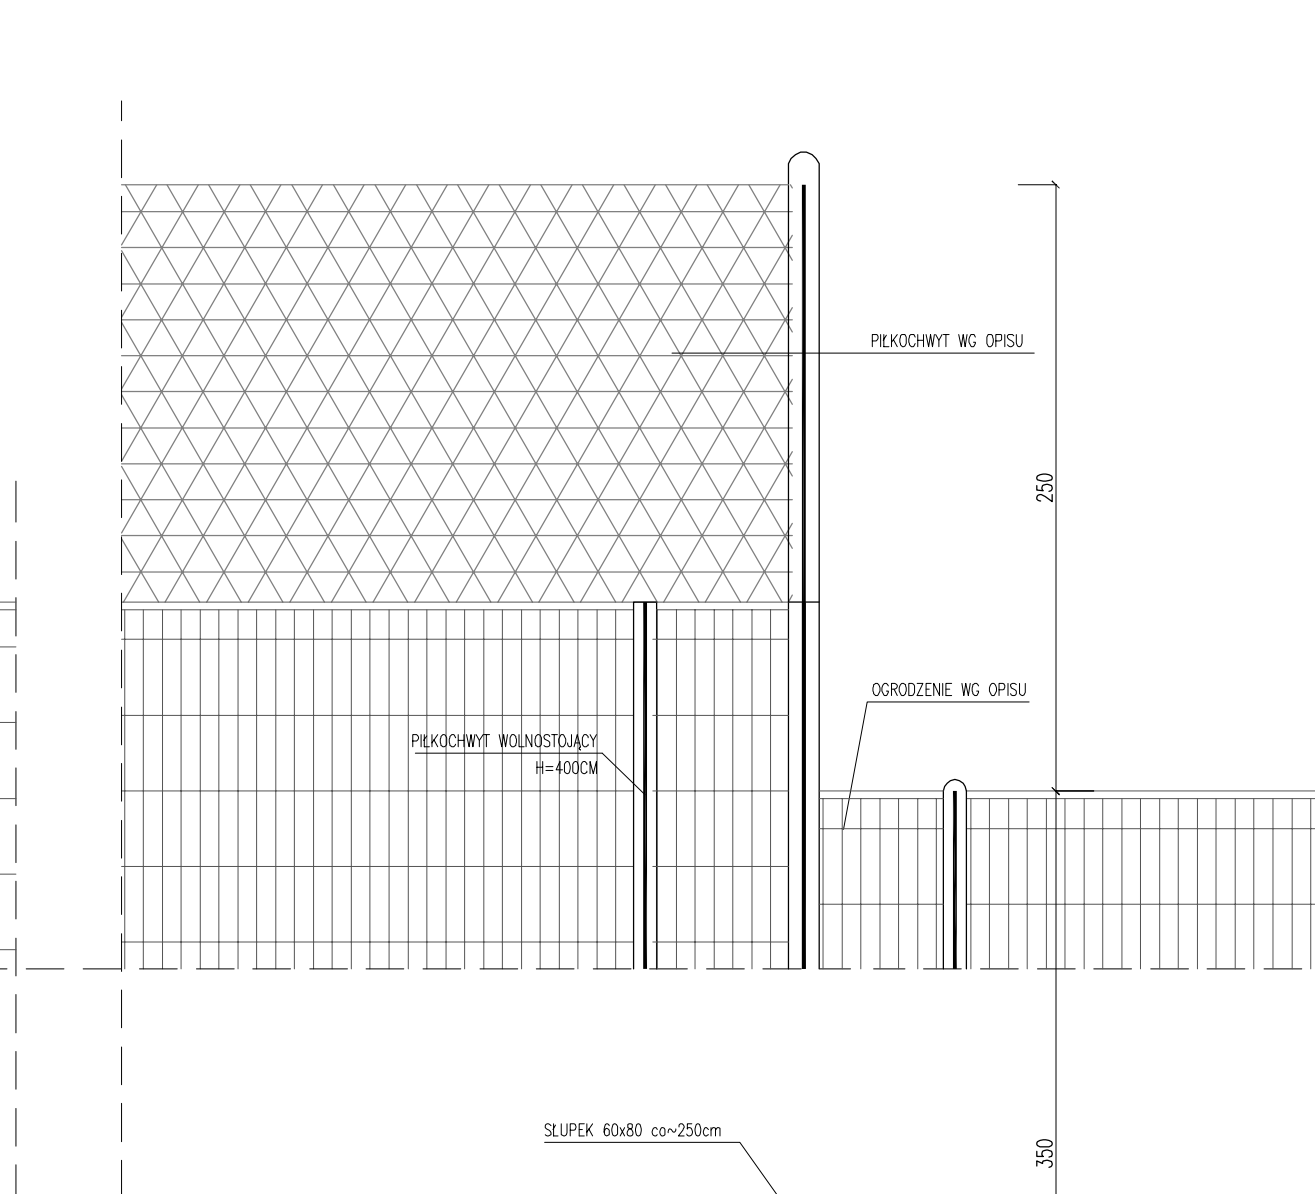 PIŁKOCHWYT WG OPISU
250
OGRODZENIE WG OPISU
PIŁKOCHWYT WOLNOSTOJĄCY
H=400CM
SŁUPEK 60x80 co~250cm
350